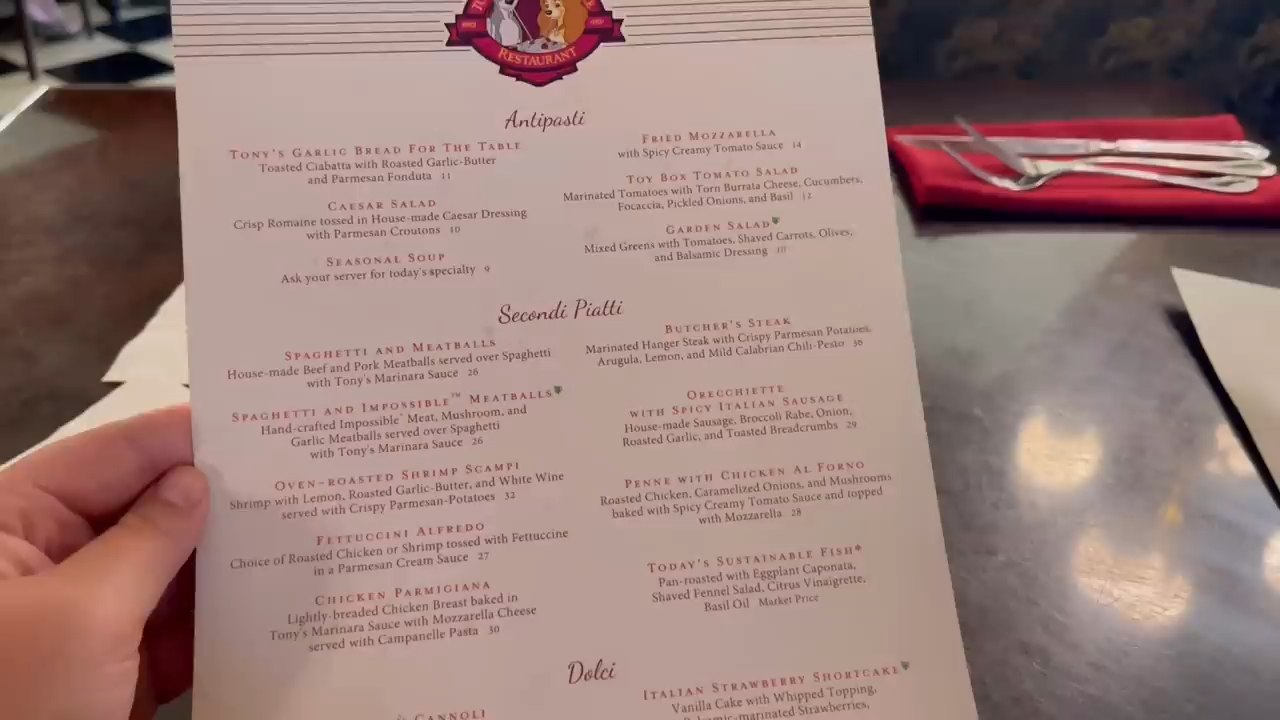 RESTAURANT
Antipasti
TONY'S GARLIC BREAD FOR THE TABLE
Toasted Ciabatta with Roasted Garlic-Butter
and Parmesan Fonduta 11
CAESAR SALAD
Crisp Romaine tossed in House-made Caesar Dressing
with Parmesan Croutons 10
SEASONAL SOUP
Ask your server for today's specialty 9
FRIED MOZZARELLA
with Spicy Creamy Tomato Sauce 14
TOY BOX TOMATO SALAD
Marinated Tomatoes with Torn Burrata Cheese, Cucumbers,
Focaccia, Pickled Onions, and Basil 12
GARDEN SALAD
Mixed Greens with Tomatoes, Shaved Carrots, Olives,
and Balsamic Dressing 10
Secondi Piatti
SPAGHETTI AND MEATBALLS
House-made Beef and Pork Meatballs served over Spaghetti
with Tony's Marinara Sauce 26
SPAGHETTI AND IMPOSSIBLE™ MEATBALLS
Hand-crafted Impossible™ Meat, Mushroom, and
Garlic Meatballs served over Spaghetti
with Tony's Marinara Sauce 26
OVEN-ROASTED SHRIMP SCAMPI
Shrimp with Lemon, Roasted Garlic-Butter, and White Wine
served with Crispy Parmesan-Potatoes 32
FETTUCCINI ALFREDO
Choice of Roasted Chicken or Shrimp tossed with Fettuccine
in a Parmesan Cream Sauce 27
CHICKEN PARMIGIANA
Lightly-breaded Chicken Breast baked in
Tony's Marinara Sauce with Mozzarella Cheese
served with Campanelle Pasta 30
BUTCHER'S STEAK
Marinated Hanger Steak with Crispy Parmesan Potatoes,
Arugula, Lemon, and Mild Calabrian Chili-Pesto 36
ORECCHIETTE
WITH SPICY ITALIAN SAUSAGE
House-made Sausage, Broccoli Rabe, Onion,
Roasted Garlic, and Toasted Breadcrumbs 29
PENNE WITH CHICKEN AL FORNO
Roasted Chicken, Caramelized Onions, and Mushrooms
baked with Spicy Creamy Tomato Sauce and topped
with Mozzarella 28
TODAY'S SUSTAINABLE FISH*
Pan-roasted with Eggplant Caponata,
Shaved Fennel Salad, Citrus Vinaigrette,
Basil Oil Market Price
Dolci
CANNOLI
ITALIAN STRAWBERRY SHORTCAKE
Vanilla Cake with Whipped Topping,
Balsamic-marinated Strawberries,